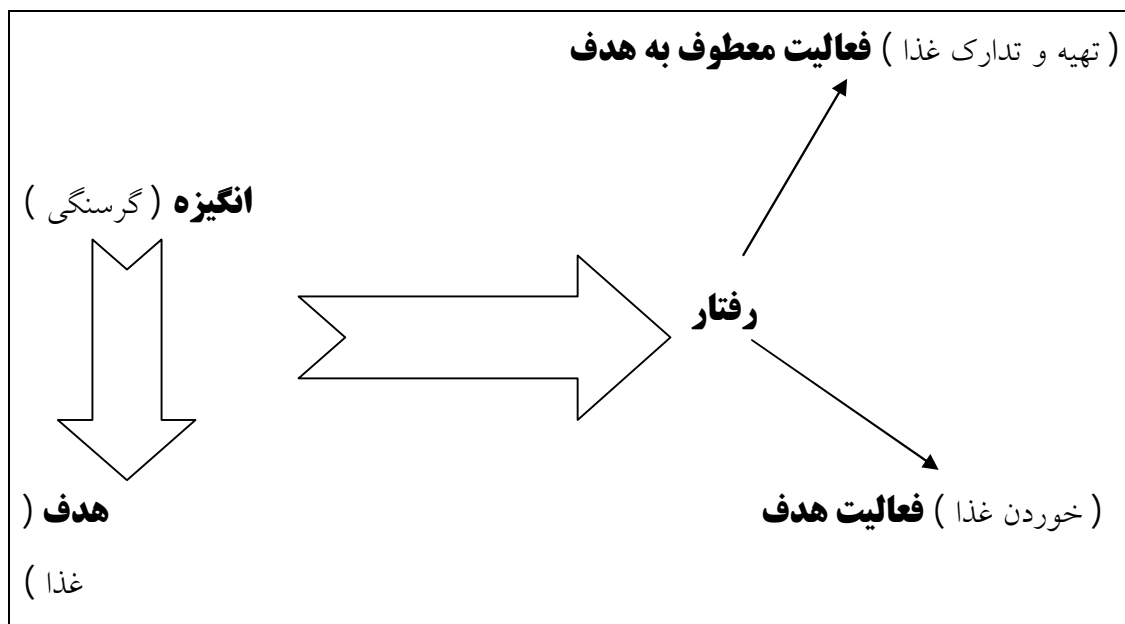 فعالیت معطوف به هدف ( تهیه و تدارک غذا )
انگیزه ( گرسنگی )
رفتار
فعالیت هدف ( خوردن غذا )
هدف (
غذا )